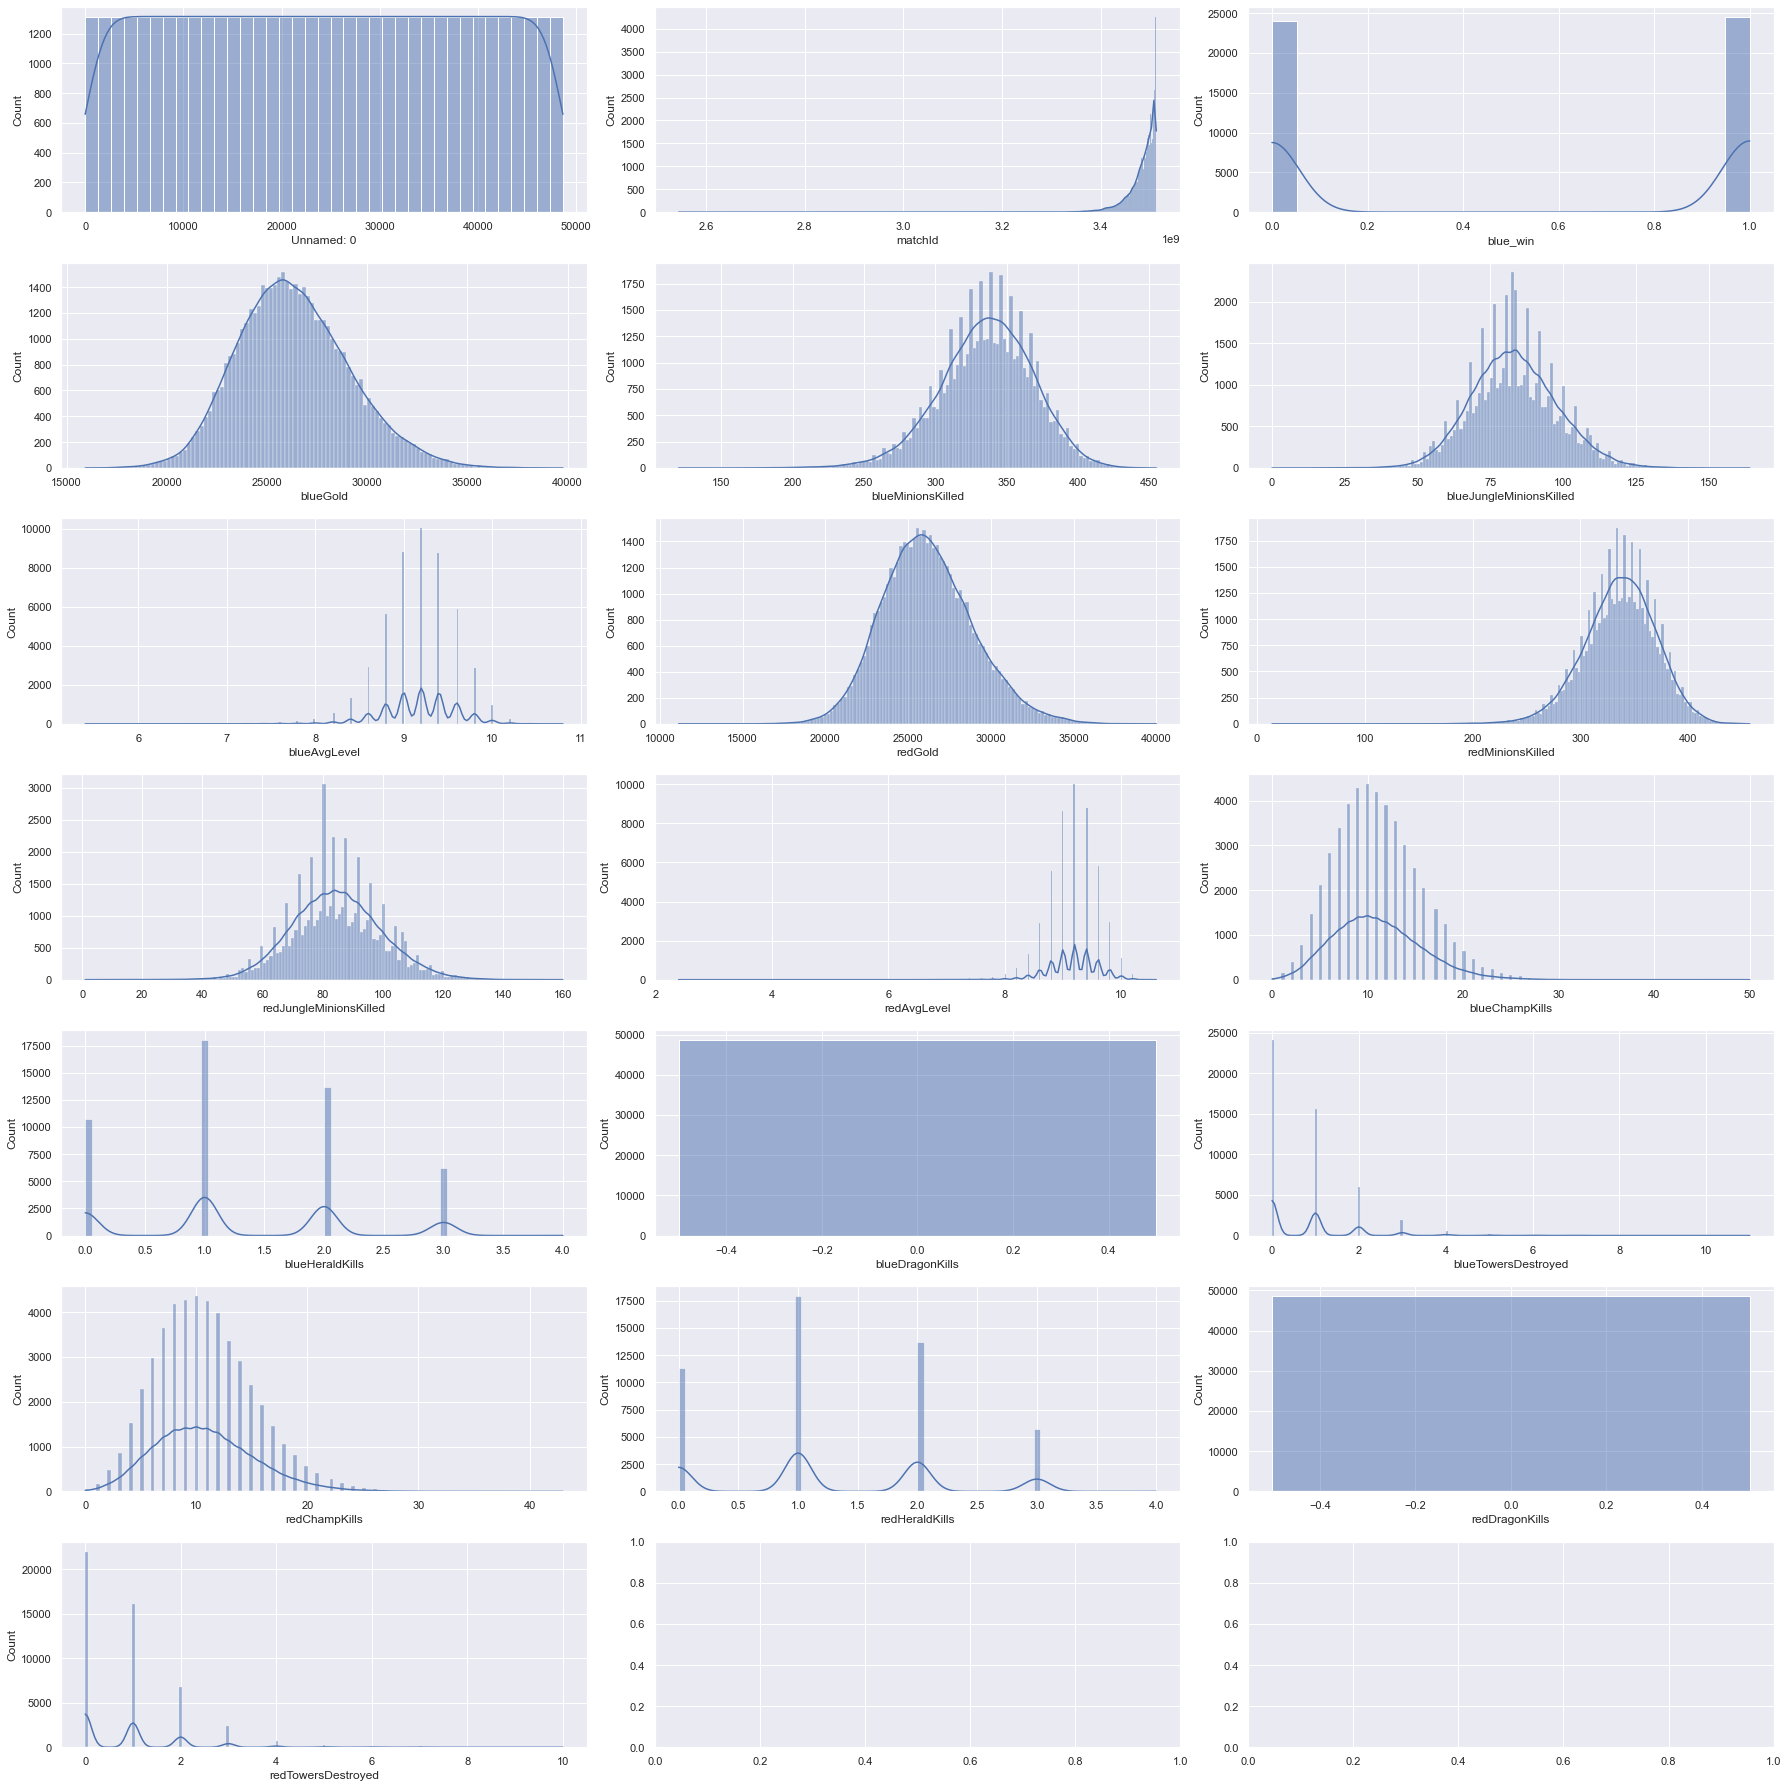 1200
1000
800
600
400
200
0
Count
0 10000 20000 30000 40000 50000
Unnamed: 0
4000
3500
3000
2500
2000
1500
1000
500
0
Count
2.6 2.8 3.0 3.2 3.4
1e9
matchId
25000
20000
15000
10000
5000
0
Count
0.0 0.2 0.4 0.6 0.8 1.0
blue_win
1400
1200
1000
800
600
400
200
0
Count
15000 20000 25000 30000 35000 40000
blueGold
1750
1500
1250
1000
750
500
250
0
Count
150 200 250 300 350 400 450
blueMinionsKilled
2000
1500
1000
500
0
Count
0 25 50 75 100 125 150
blueJungleMinionsKilled
10000
8000
6000
4000
2000
0
Count
6 7 8 9 10 11
blueAvgLevel
1400
1200
1000
800
600
400
200
0
Count
10000 15000 20000 25000 30000 35000 40000
redGold
1750
1500
1250
1000
750
500
250
0
Count
0 100 200 300 400
redMinionsKilled
3000
2500
2000
1500
1000
500
0
Count
0 20 40 60 80 100 120 140 160
redJungleMinionsKilled
10000
8000
6000
4000
2000
0
Count
2 4 6 8 10
redAvgLevel
4000
3000
2000
1000
0
Count
0 10 20 30 40 50
blueChampKills
17500
15000
12500
10000
7500
5000
2500
0
Count
0.0 0.5 1.0 1.5 2.0 2.5 3.0 3.5 4.0
blueHeraldKills
50000
40000
30000
20000
10000
0
Count
−0.4 −0.2 0.0 0.2 0.4
blueDragonKills
25000
20000
15000
10000
5000
0
Count
0 2 4 6 8 10
blueTowersDestroyed
4000
3000
2000
1000
0
Count
0 10 20 30 40
redChampKills
17500
15000
12500
10000
7500
5000
2500
0
Count
0.0 0.5 1.0 1.5 2.0 2.5 3.0 3.5 4.0
redHeraldKills
50000
40000
30000
20000
10000
0
Count
−0.4 −0.2 0.0 0.2 0.4
redDragonKills
20000
15000
10000
5000
0
Count
0 2 4 6 8 10
redTowersDestroyed
1.0
0.8
0.6
0.4
0.2
0.0
0.0 0.2 0.4 0.6 0.8 1.0
1.0
0.8
0.6
0.4
0.2
0.0
0.0 0.2 0.4 0.6 0.8 1.0